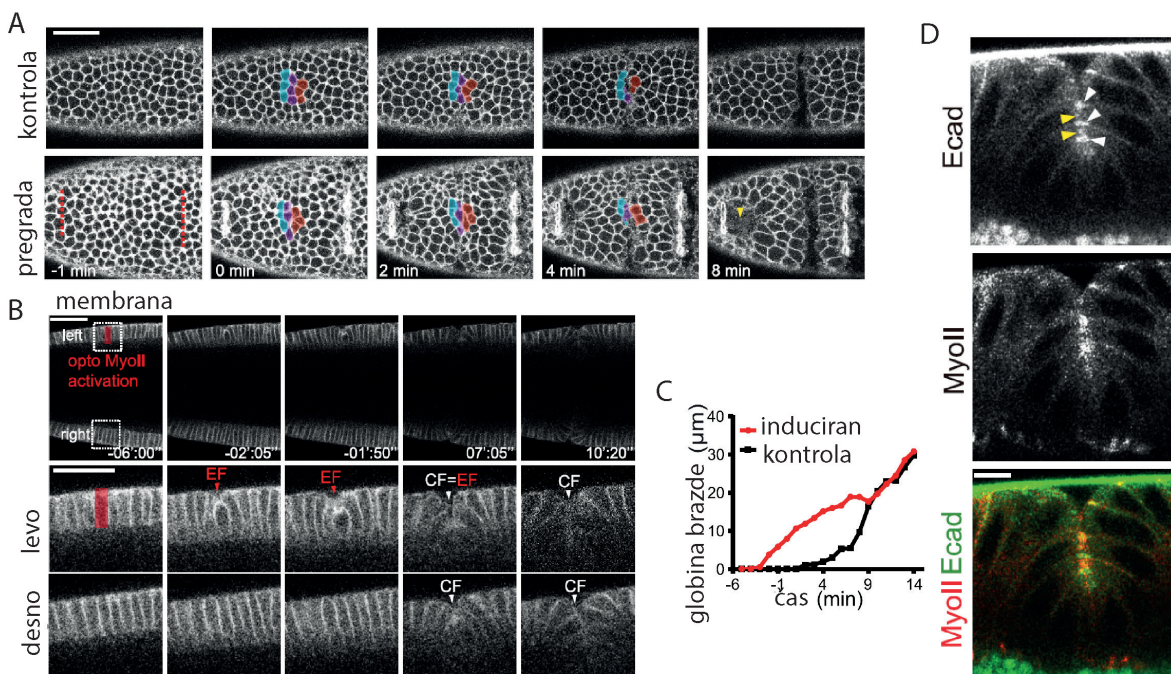 A
kontrola
pregrada
-1 min
0 min
2 min
4 min
8 min
B
membrana
left
opto MyoII
activation
right
-06':00''
-02':05''
-01':50''
07':05''
10':20''
levo
EF
EF
CF=EF
CF
desno
CF
CF
C
globina brazde (µm)
40
30
20
10
0
-6
-1
4
9
14
čas (min)
induciran
kontrola
D
Ecad
MyoII
MyoII Ecad